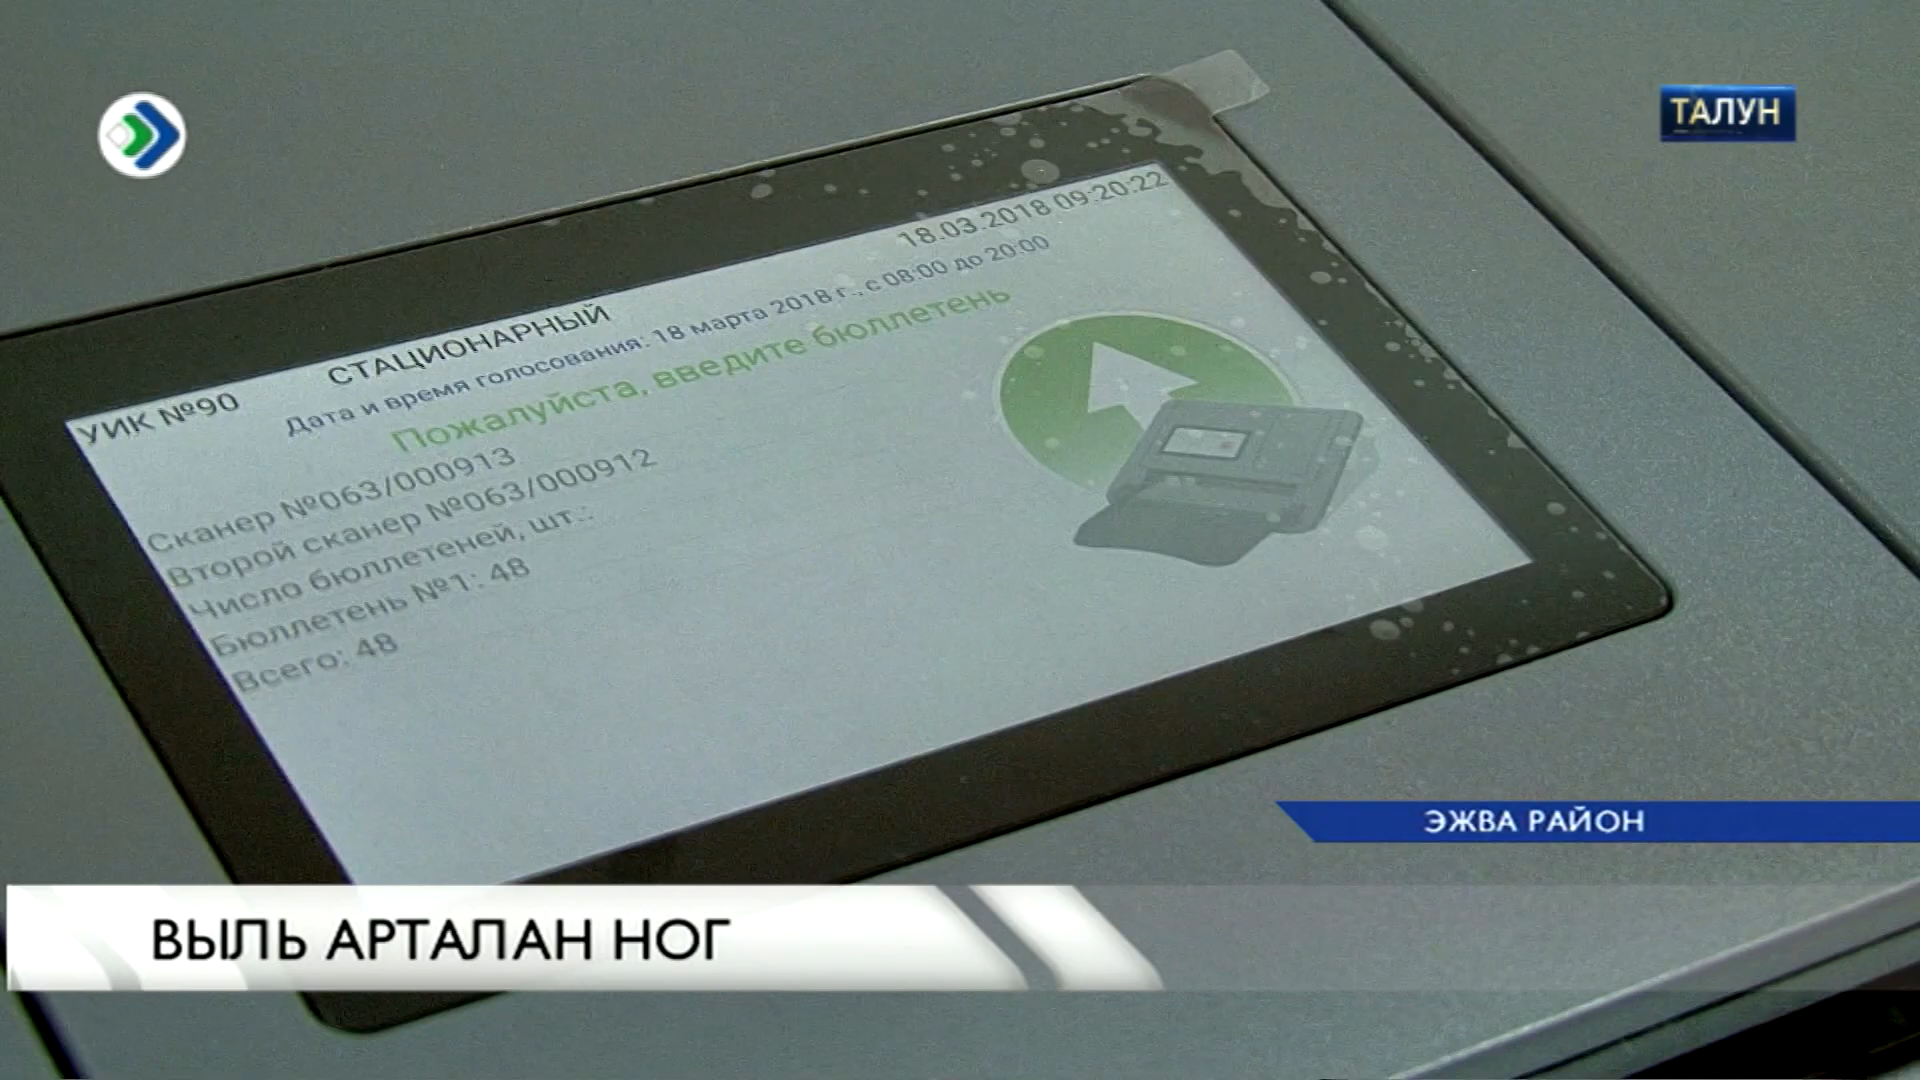 ТАЛУН
18.03.2018 09:20:22
УИК №90 СТАЦИОНАРНЫЙ
Дата и время голосования: 18 марта 2018 г., с 08:00 до 20:00
Пожалуйста, введите бюллетень
Сканер №063/000913
Второй сканер №063/000912
Число бюллетеней, шт.:
Бюллетень №1: 48
Всего: 48
ЭЖВА РАЙОН
ВЫЛЬ АРТАЛАН НОГ